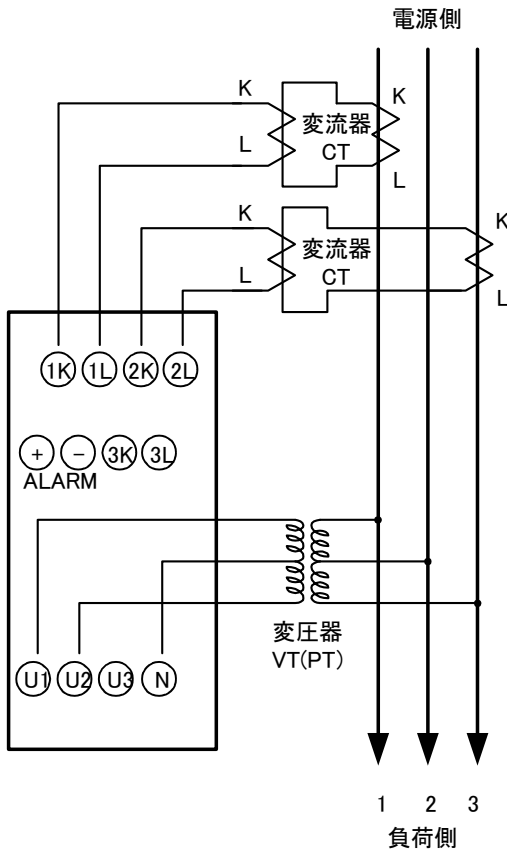 電源側
K
変流器
CT
L
K
L
K
変流器
CT
L
K
L
1K 1L 2K 2L
+ − 3K 3L
ALARM
変圧器
VT(PT)
U1 U2 U3 N
1 2 3
負荷側